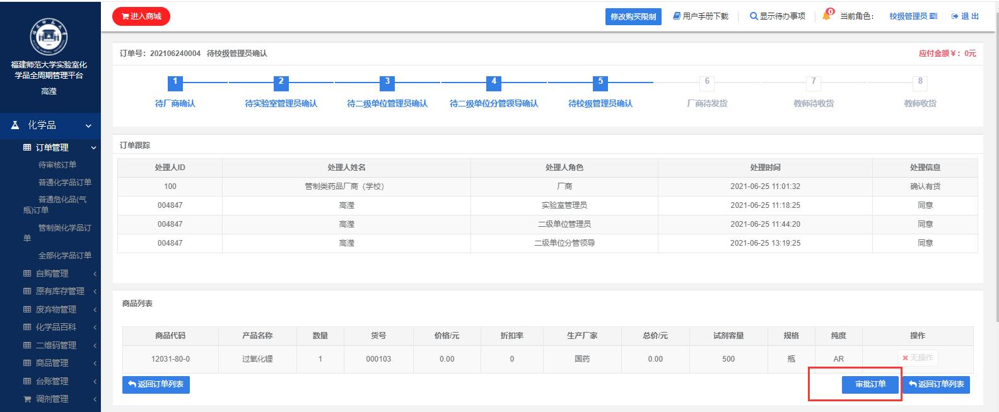 进入商城
修改购买限制
用户手册下载
显示待办事项
0
当前角色：
校级管理员
退 出
福建师范大学实验室化
学品全周期管理平台
高滢
化学品
订单管理
待审核订单
普通化学品订单
普通危化品(气
瓶)订单
管制类化学品订
单
全部化学品订单
自购管理
原有库存管理
废弃物管理
化学品百科
二维码管理
商品管理
台账管理
调剂管理
订单号：202106240004 待校级管理员确认
应付金额￥：0元
1 2 3 4 5 6 7 8
待厂商确认 待实验室管理员确认 待二级单位管理员确认 待二级单位分管领导确认 待校级管理员确认 厂商待发货 教师待收货 教师收货
订单跟踪
处理人ID 处理人姓名 处理人角色 处理时间 处理信息
100 管制类药品厂商（学校） 厂商 2021-06-25 11:01:32 确认有货
004847 高滢 实验室管理员 2021-06-25 11:18:25 同意
004847 高滢 二级单位管理员 2021-06-25 11:44:20 同意
004847 高滢 二级单位分管领导 2021-06-25 13:19:25 同意
商品列表
商品代码 产品名称 数量 货号 价格/元 折扣率 生产厂家 总价/元 试剂容量 规格 纯度 操作
12031-80-0 过氧化锂 1 000103 0.00 0 国药 0.00 500 瓶 AR 无操作
返回订单列表 审批订单 返回订单列表